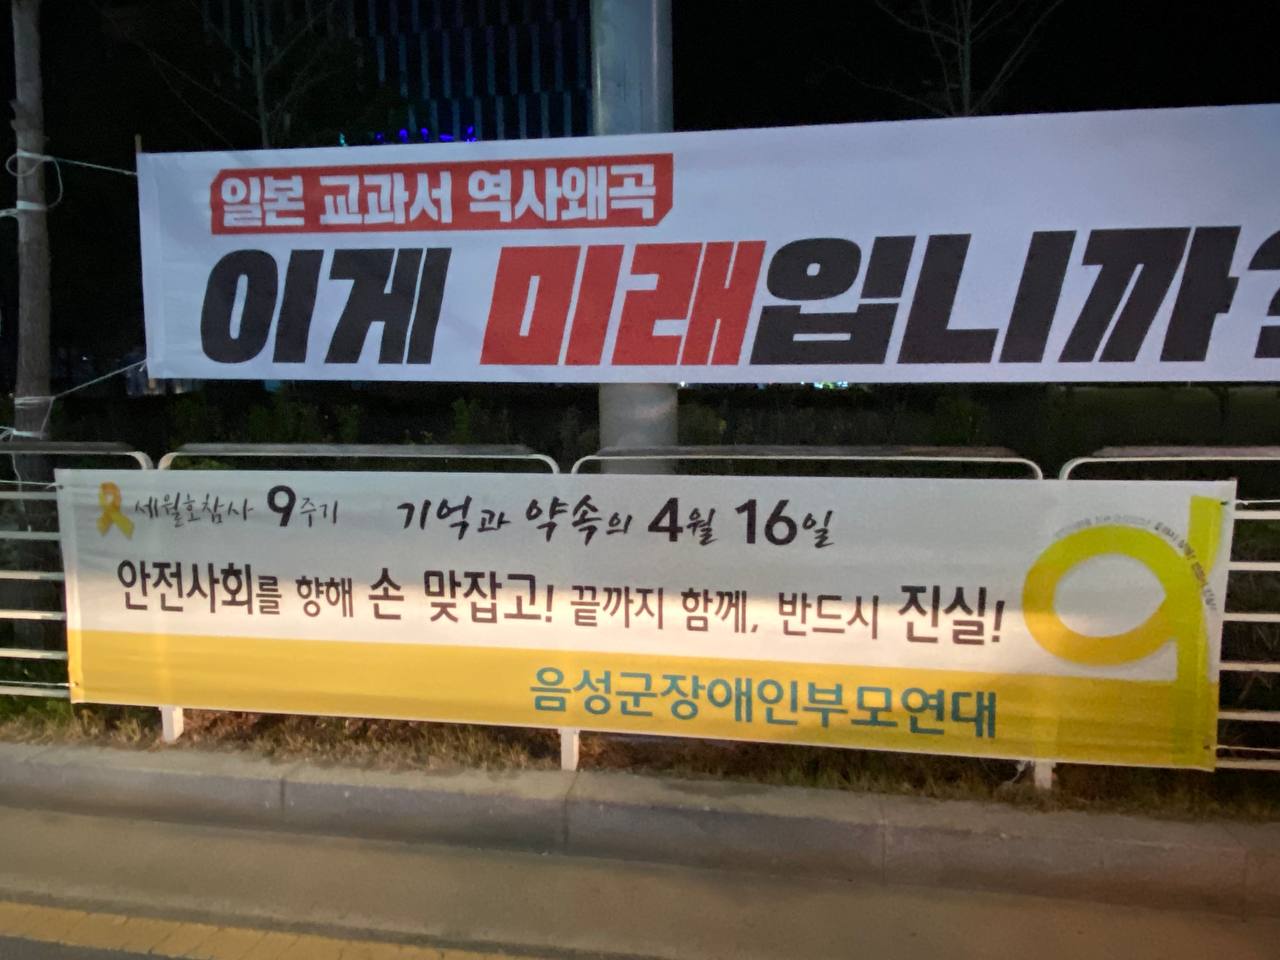 일본 교과서 역사왜곡
이게 미래입니까?
세월호참사 9주기 기억과 약속의 4월 16일
안전사회를 향해 손 맞잡고! 끝까지 함께, 반드시 진실!
음성군장애인부모연대